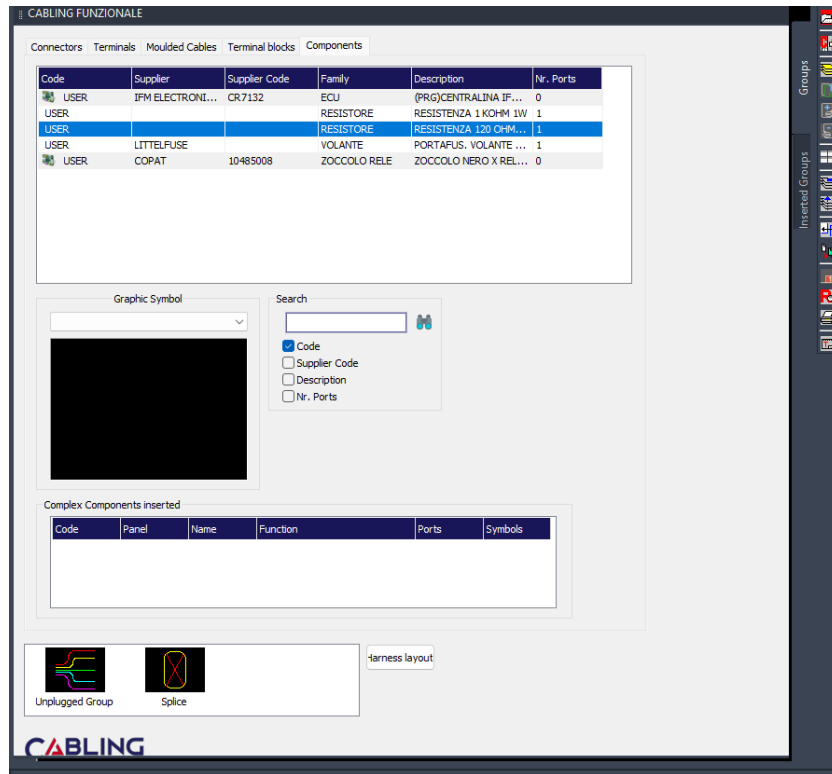 CABLING FUNZIONALE
Connectors Terminals Moulded Cables Terminal blocks Components
Code Supplier Supplier Code Family Description Nr. Ports
USER IFM ELECTRONI... CR7132 ECU (PRG)CENTRALINA IF... 0
USER RESISTORE RESISTENZA 1 KOHM 1W 1
USER RESISTORE RESISTENZA 120 OHM... 1
USER LITTELFUSE VOLANTE PORTAFUS. VOLANTE ... 1
USER COPAT 10485008 ZOCCOLO RELE ZOCCOLO NERO X REL... 0
Graphic Symbol
Search
Code
Supplier Code
Description
Nr. Ports
Complex Components inserted
Code Panel Name Function Ports Symbols
Unplugged Group Splice
Harness layout
CABLING
Groups
Inserted Groups